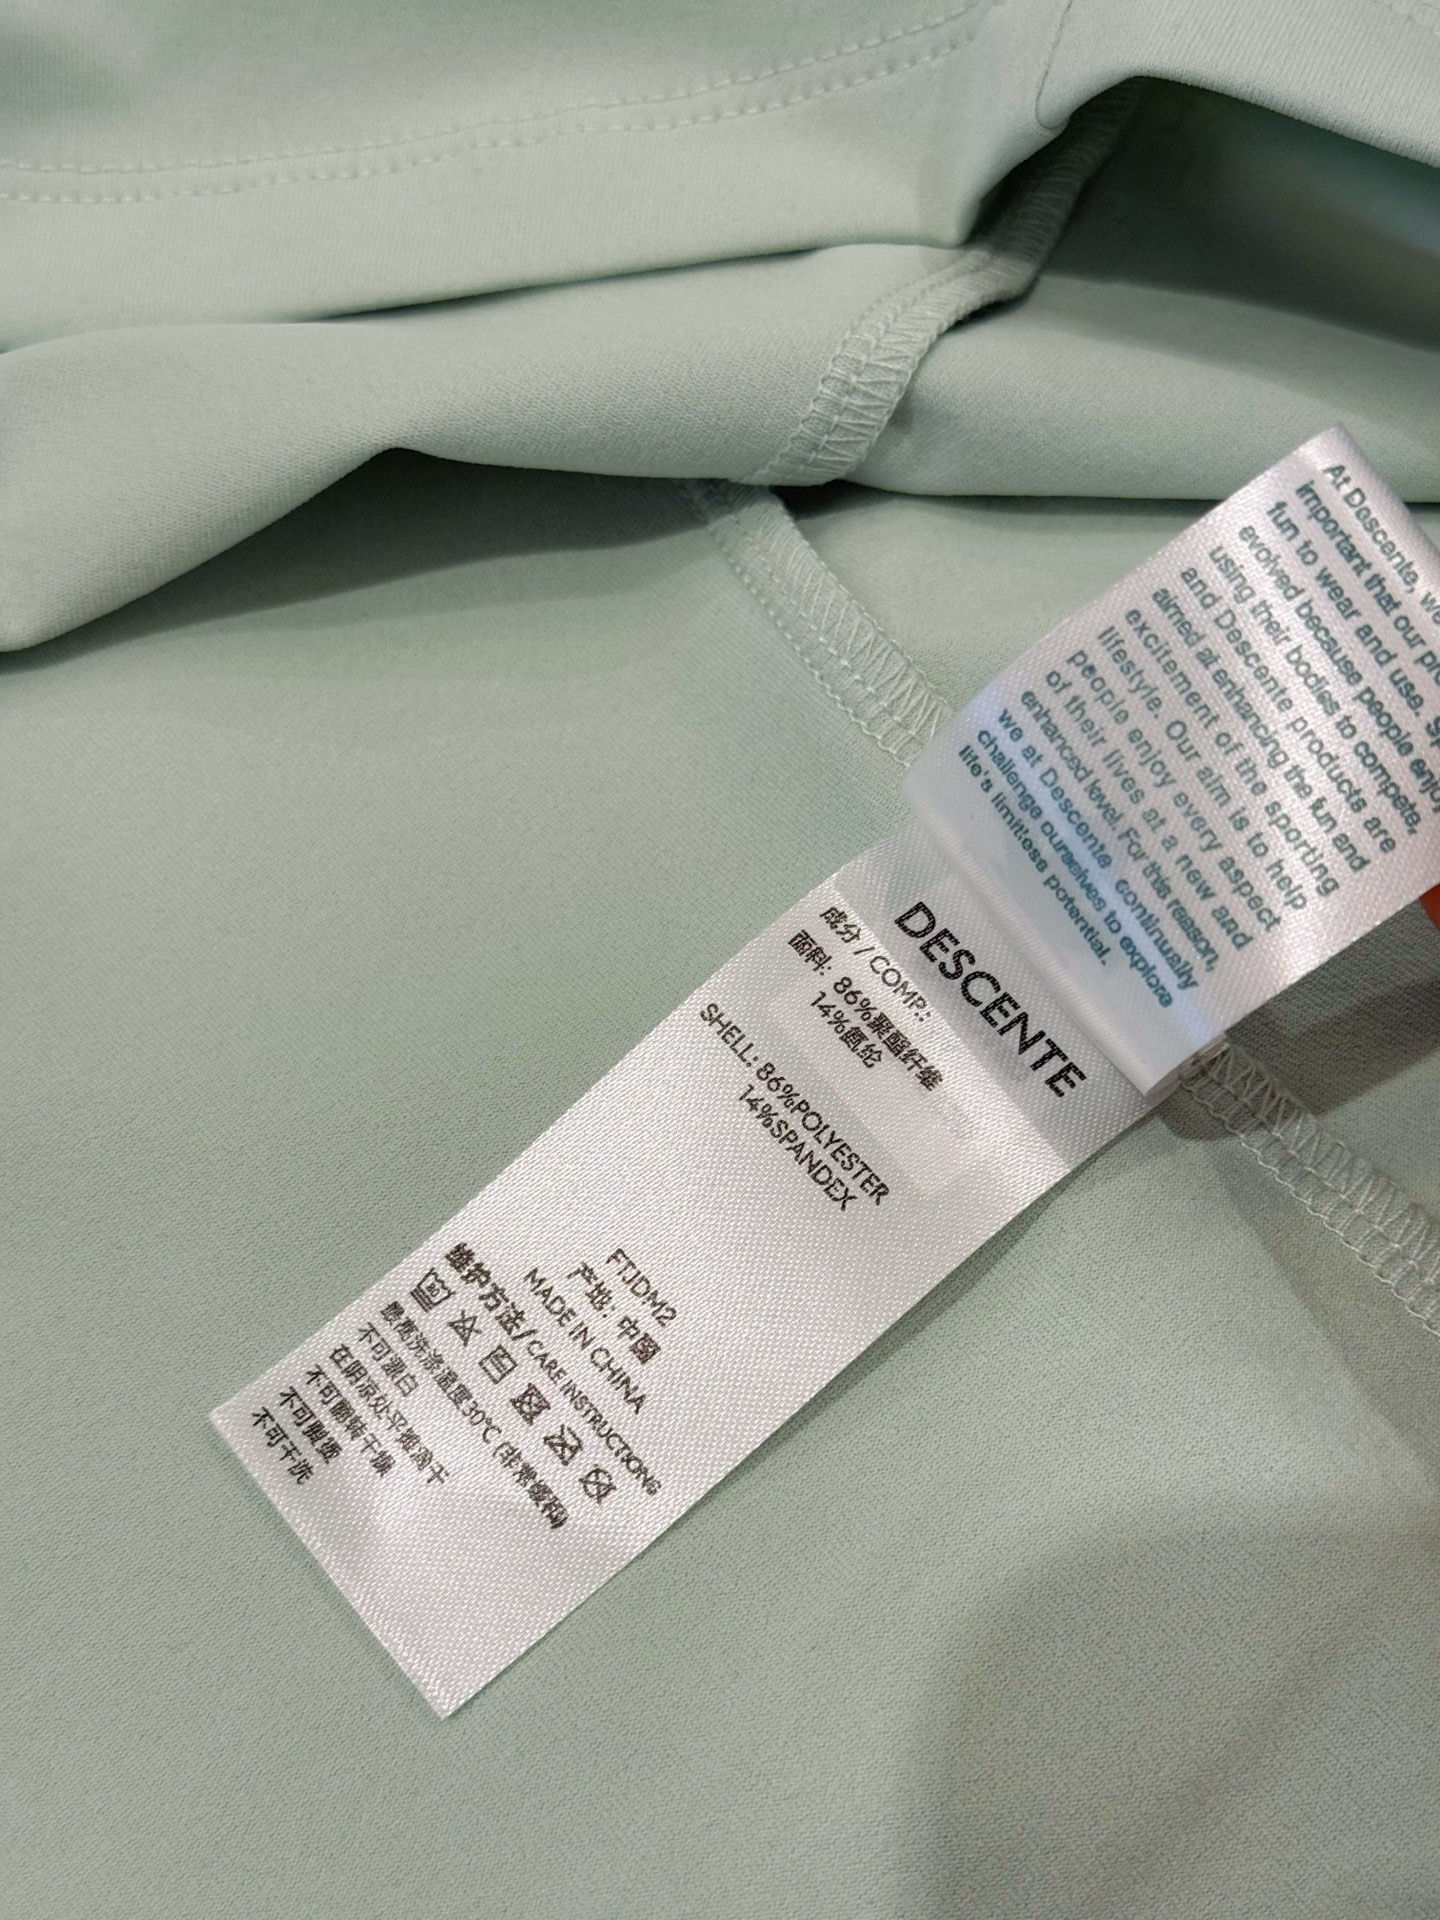 At Descente, we
important that our pro
fun to wear and use. Sp
evolved because people enjoy
using their bodies to compete,
and Descente products are
aimed at enhancing the fun and
excitement of the sporting
lifestyle. Our aim is to help
people enjoy every aspect
of their lives at a new and
enhanced level. For this reason,
we at Descente continually
challenge ourselves to explore
life's limitless potential.
DESCENTE
成分 / COMP.:
面料: 86%聚酯纤维
14%氨纶
SHELL: 86%POLYESTER
14%SPANDEX
FTJDM2
产地: 中国
MADE IN CHINA
维护方法/CARE INSTRUCTIONS
30
最高洗涤温度30℃ (非常缓和)
不可漂白
在阴凉处平摊滴干
不可翻转干燥
不可熨烫
不可干洗